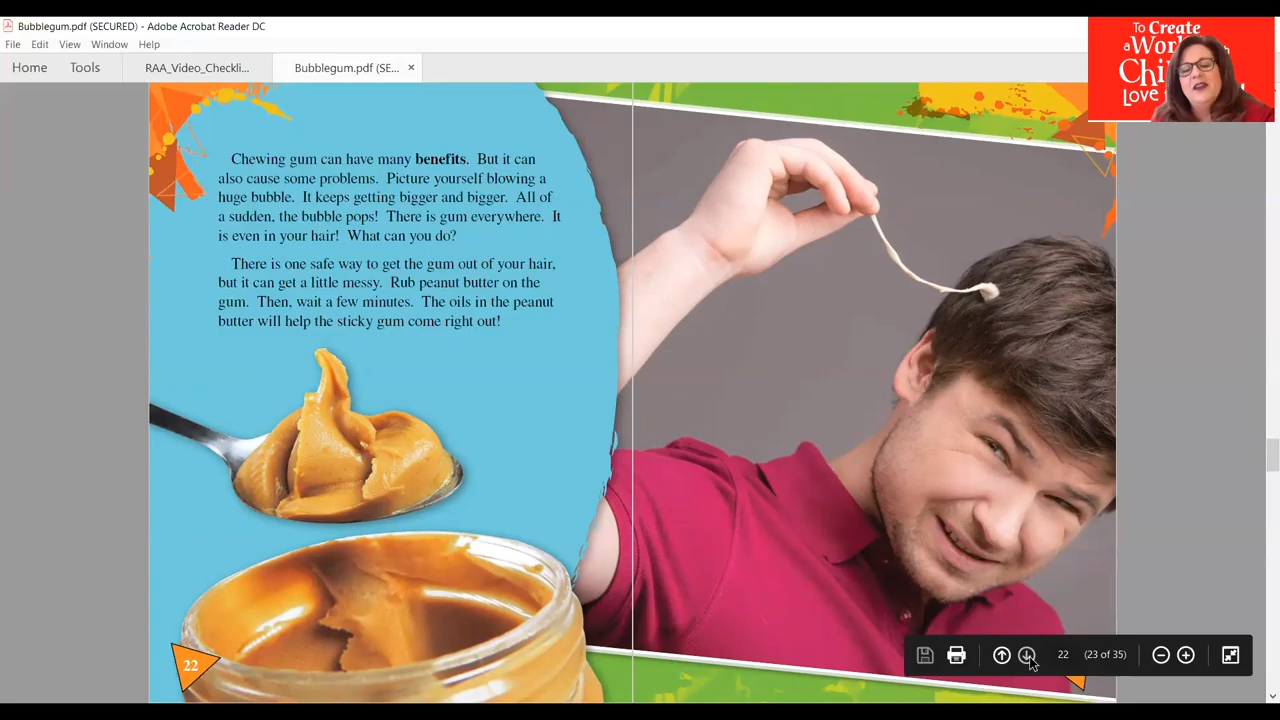 Bubblegum.pdf (SECURED) - Adobe Acrobat Reader DC
File Edit View Window Help
Home Tools RAA_Video_Checkli... Bubblegum.pdf (SE... ×
To Create
a
Chi
Love
Chewing gum can have many benefits. But it can
also cause some problems. Picture yourself blowing a
huge bubble. It keeps getting bigger and bigger. All of
a sudden, the bubble pops! There is gum everywhere. It
is even in your hair! What can you do?
There is one safe way to get the gum out of your hair,
but it can get a little messy. Rub peanut butter on the
gum. Then, wait a few minutes. The oils in the peanut
butter will help the sticky gum come right out!
22
22 (23 of 35)